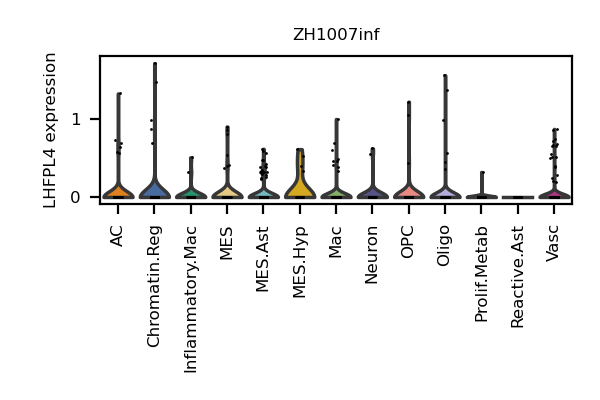 ZH1007inf
LHFPL4 expression
1
0
AC
Chromatin.Reg
Inflammatory.Mac
MES
MES.Ast
MES.Hyp
Mac
Neuron
OPC
Oligo
Prolif.Metab
Reactive.Ast
Vasc